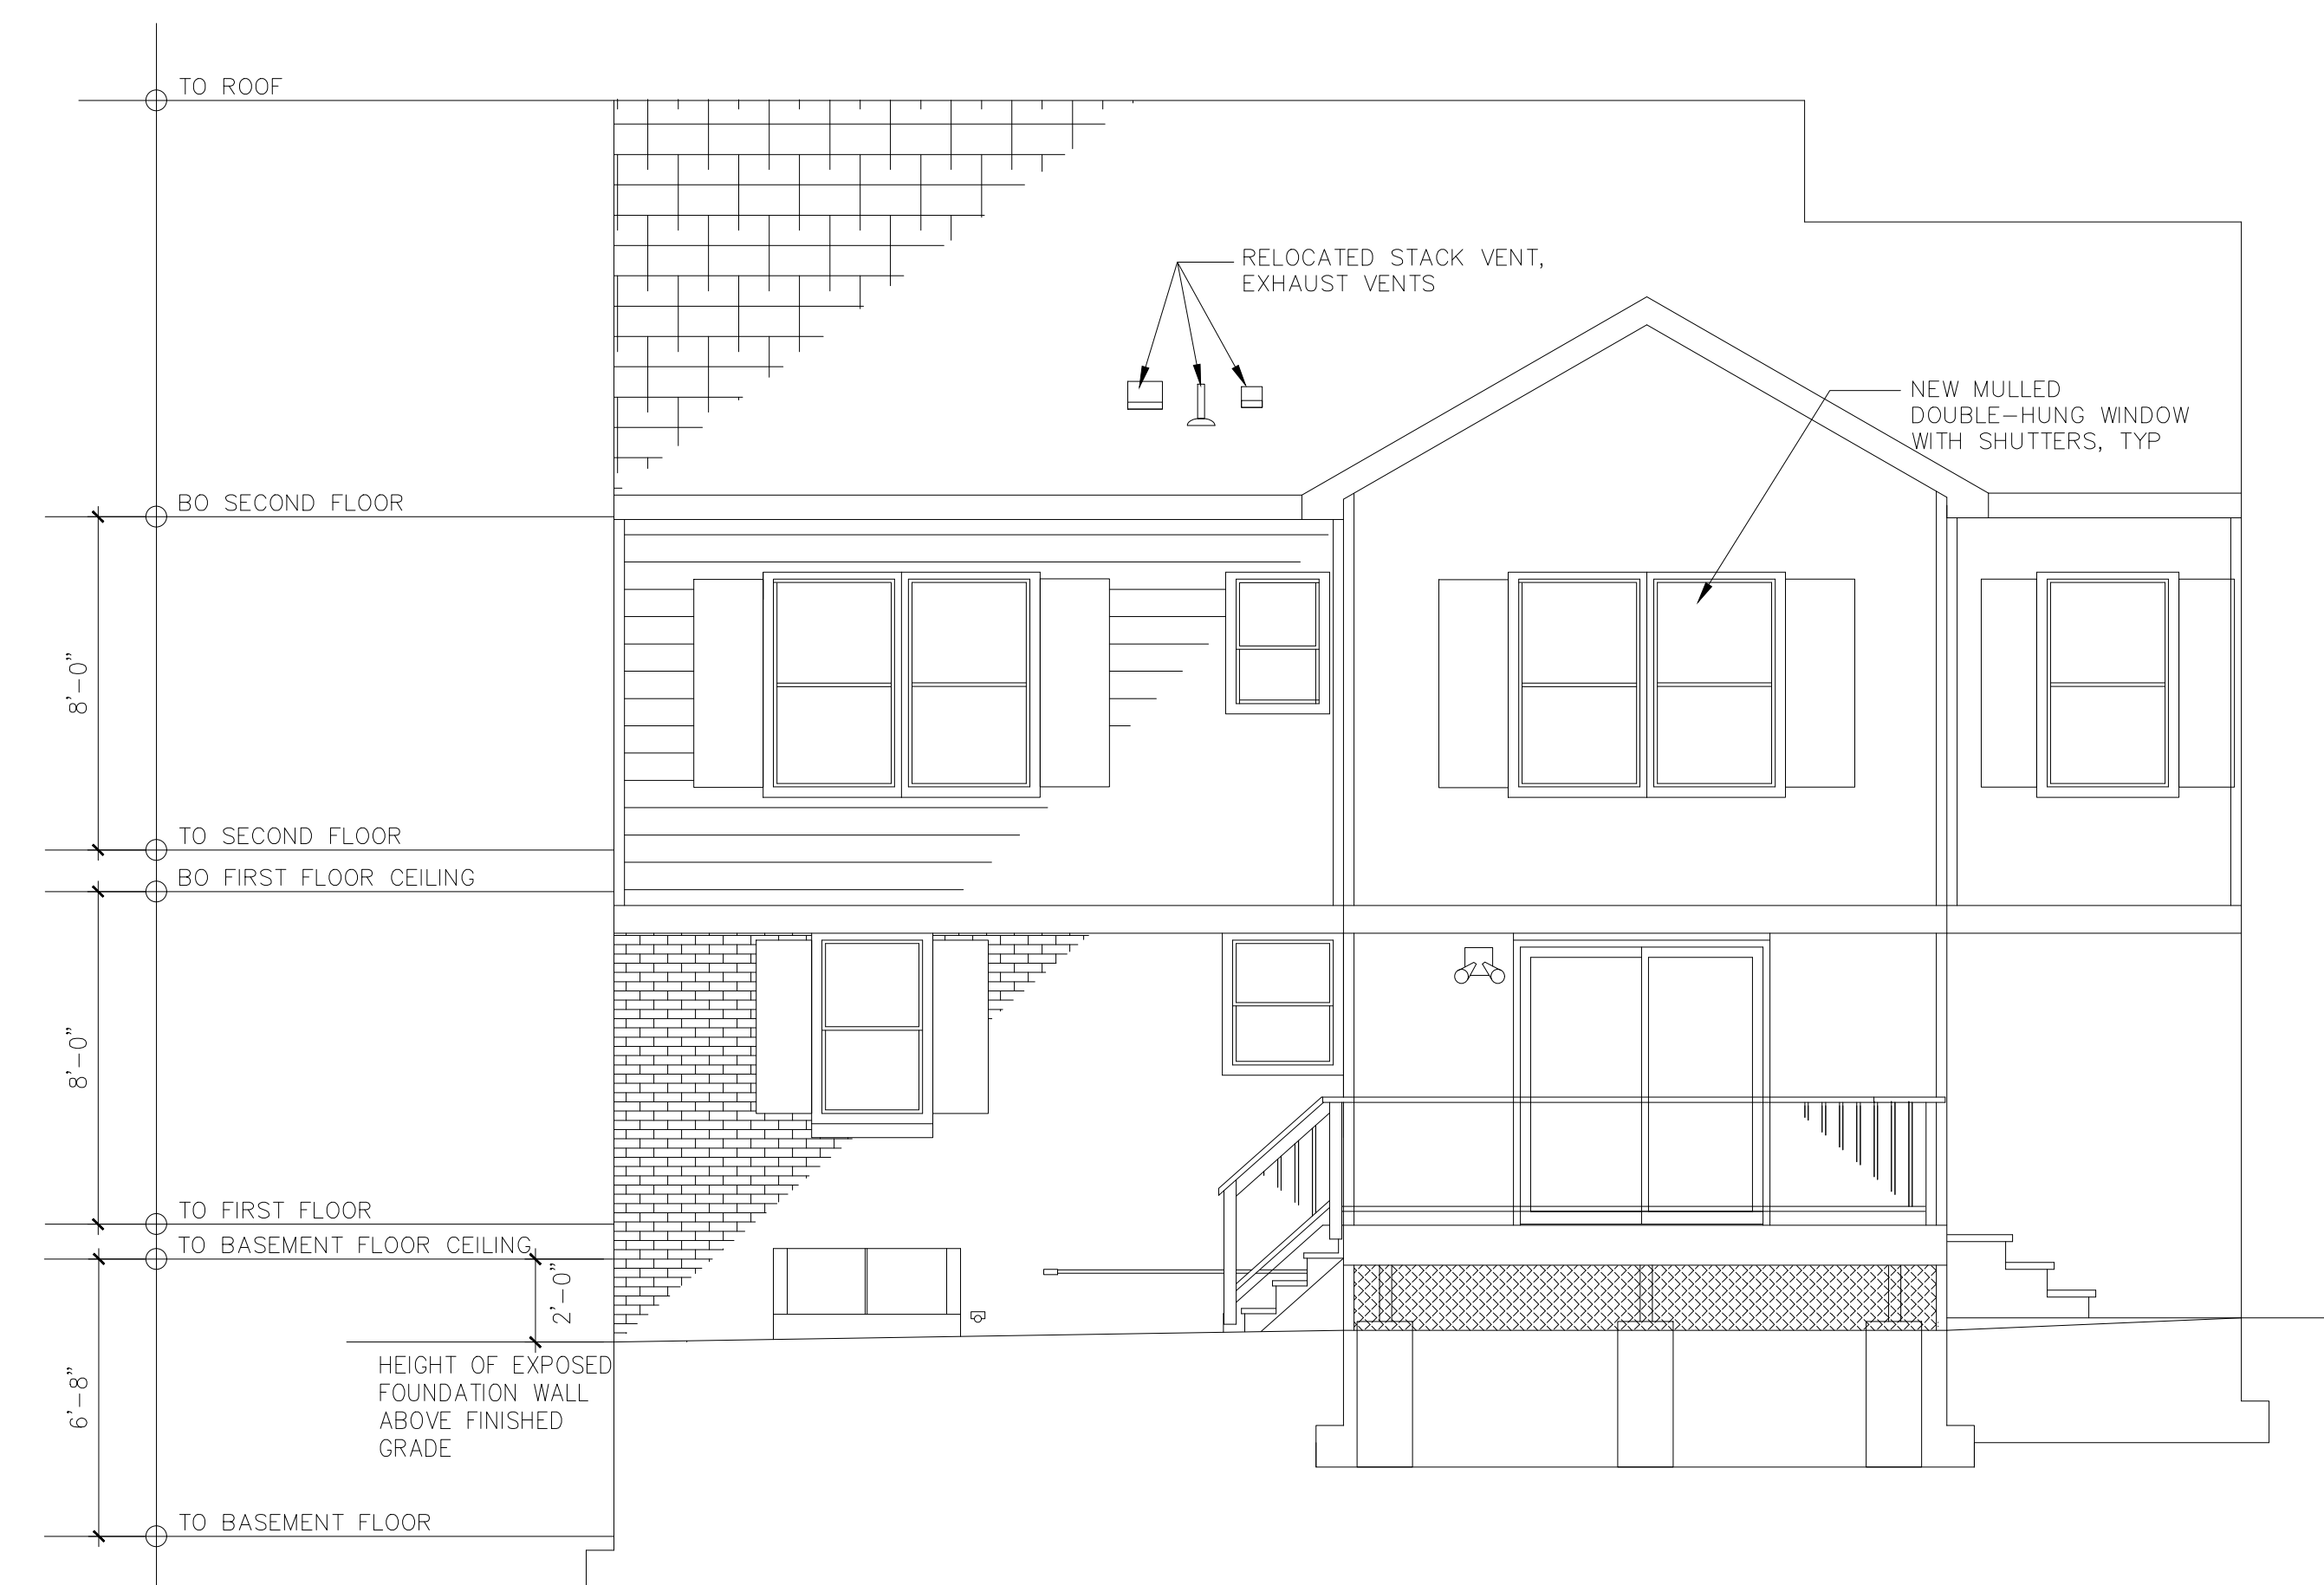 TO ROOF
RELOCATED STACK VENT,
EXHAUST VENTS
NEW MULLED
DOUBLE-HUNG WINDOW
WITH SHUTTERS, TYP
BO SECOND FLOOR
8'-0"
TO SECOND FLOOR
BO FIRST FLOOR CEILING
8'-0"
TO FIRST FLOOR
TO BASEMENT FLOOR CEILING
2'-0"
HEIGHT OF EXPOSED
FOUNDATION WALL
ABOVE FINISHED
GRADE
6'-8"
TO BASEMENT FLOOR